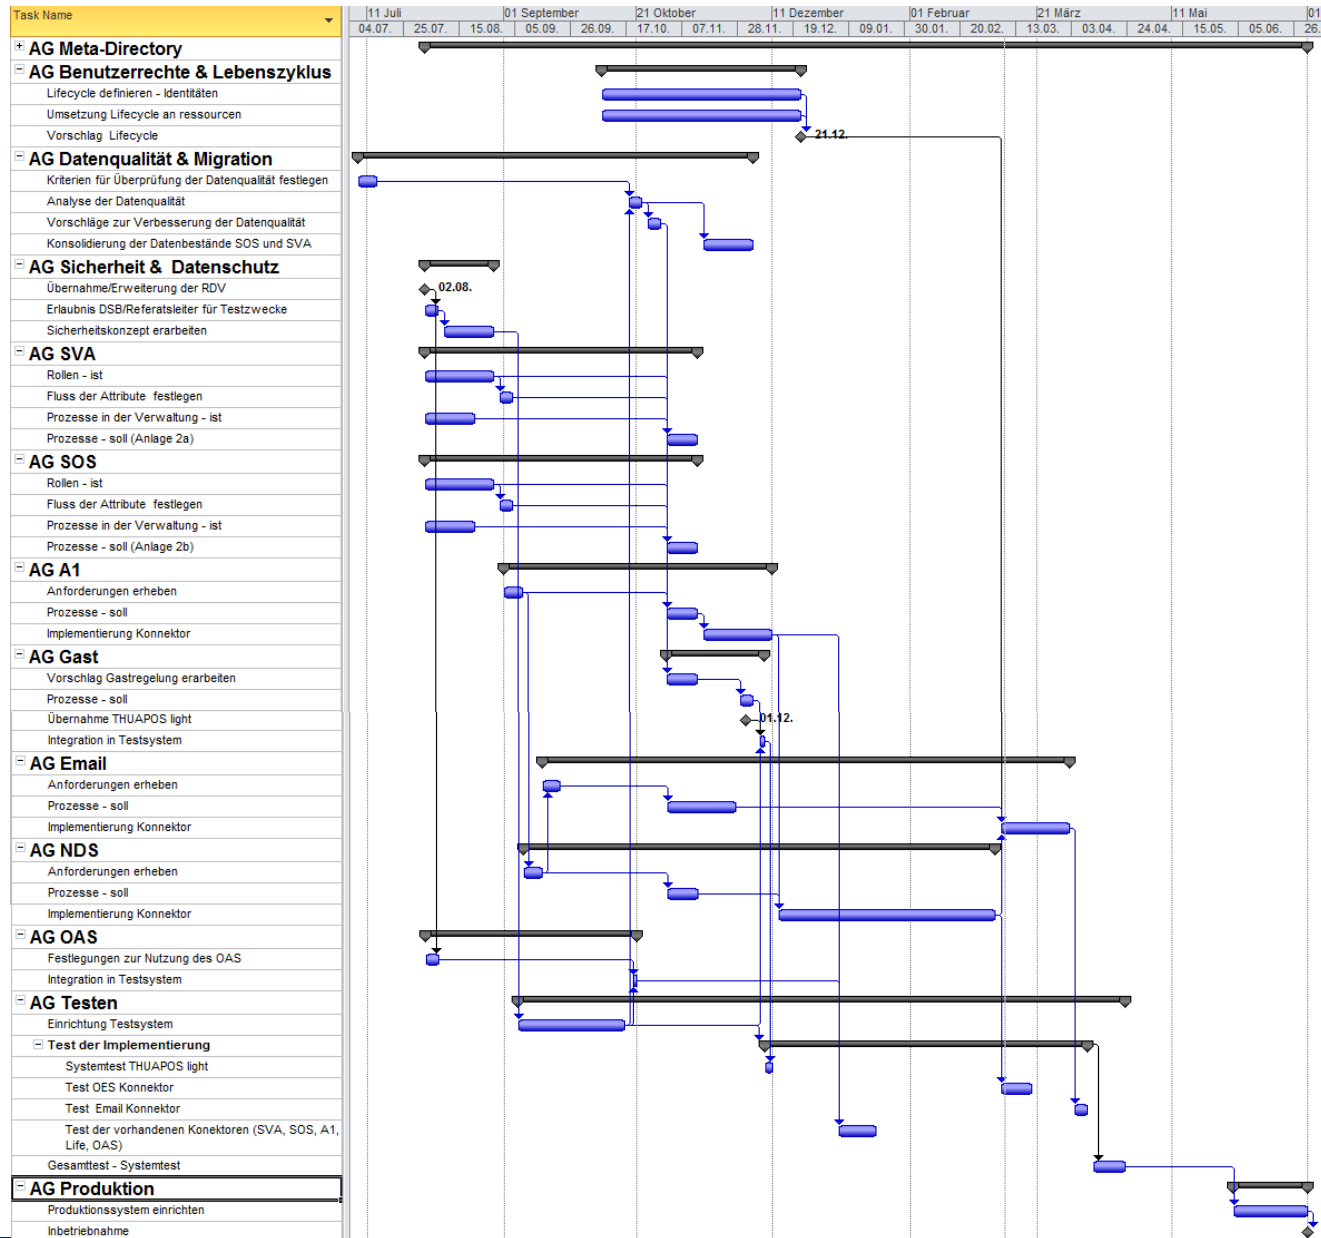 Task Name
11 Juli 01 September 21 Oktober 11 Dezember 01 Februar 21 März 11 Mai 01
04.07. 25.07. 15.08. 05.09. 26.09. 17.10. 07.11. 28.11. 19.12. 09.01. 30.01. 20.02. 13.03. 03.04. 24.04. 15.05. 05.06. 26.
AG Meta-Directory
AG Benutzerrechte & Lebenszyklus
Lifecycle definieren - Identitäten
Umsetzung Lifecycle an ressourcen
Vorschlag Lifecycle
21.12.
AG Datenqualität & Migration
Kriterien für Überprüfung der Datenqualität festlegen
Analyse der Datenqualität
Vorschläge zur Verbesserung der Datenqualität
Konsolidierung der Datenbestände SOS und SVA
AG Sicherheit & Datenschutz
Übernahme/Erweiterung der RDV
02.08.
Erlaubnis DSB/Referatsleiter für Testzwecke
Sicherheitskonzept erarbeiten
AG SVA
Rollen - ist
Fluss der Attribute festlegen
Prozesse in der Verwaltung - ist
Prozesse - soll (Anlage 2a)
AG SOS
Rollen - ist
Fluss der Attribute festlegen
Prozesse in der Verwaltung - ist
Prozesse - soll (Anlage 2b)
AG A1
Anforderungen erheben
Prozesse - soll
Implementierung Konnektor
AG Gast
Vorschlag Gastregelung erarbeiten
Prozesse - soll
Übernahme THUAPOS light
01.12.
Integration in Testsystem
AG Email
Anforderungen erheben
Prozesse - soll
Implementierung Konnektor
AG NDS
Anforderungen erheben
Prozesse - soll
Implementierung Konnektor
AG OAS
Festlegungen zur Nutzung des OAS
Integration in Testsystem
AG Testen
Einrichtung Testsystem
Test der Implementierung
Systemtest THUAPOS light
Test OES Konnektor
Test Email Konnektor
Test der vorhandenen Konektoren (SVA, SOS, A1,
Life, OAS)
Gesamttest - Systemtest
AG Produktion
Produktionssystem einrichten
Inbetriebnahme